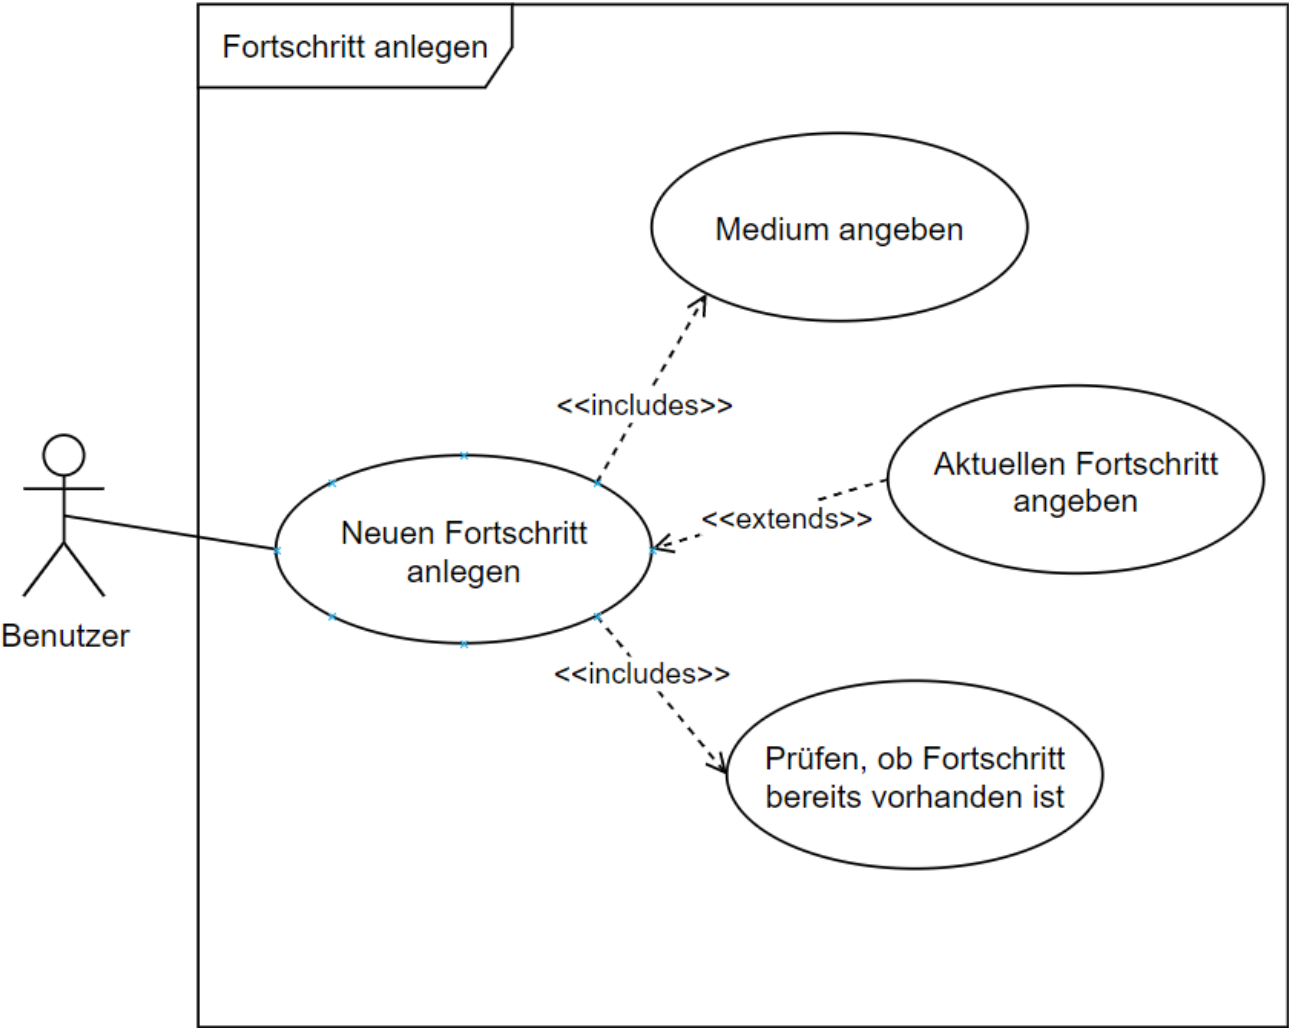 Fortschritt anlegen
Medium angeben
<<includes>>
Aktuellen Fortschritt
angeben
<<extends>>
Neuen Fortschritt
anlegen
Benutzer
<<includes>>
Prüfen, ob Fortschritt
bereits vorhanden ist